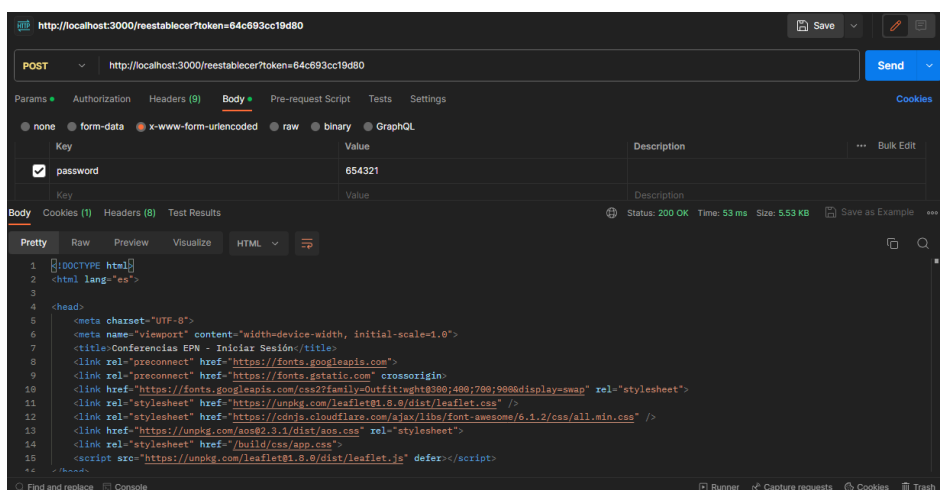 HTTP http://localhost:3000/reestablecer?token=64c693cc19d80 Save
POST http://localhost:3000/reestablecer?token=64c693cc19d80 Send
Params Authorization Headers (9) Body Pre-request Script Tests Settings Cookies
none form-data x-www-form-urlencoded raw binary GraphQL
Key Value Description ••• Bulk Edit
password 654321
Key Value Description
Body Cookies (1) Headers (8) Test Results Status: 200 OK Time: 53 ms Size: 5.53 KB Save as Example •••
Pretty Raw Preview Visualize HTML
1 <!DOCTYPE html>
2 <html lang="es">
3
4 <head>
5 <meta charset="UTF-8">
6 <meta name="viewport" content="width=device-width, initial-scale=1.0">
7 <title>Conferencias EPN - Iniciar Sesión</title>
8 <link rel="preconnect" href="https://fonts.googleapis.com">
9 <link rel="preconnect" href="https://fonts.gstatic.com" crossorigin>
10 <link href="https://fonts.googleapis.com/css2?family=Outfit:wght@300;400;700;900&display=swap" rel="stylesheet">
11 <link rel="stylesheet" href="https://unpkg.com/leaflet@1.8.0/dist/leaflet.css" />
12 <link rel="stylesheet" href="https://cdnjs.cloudflare.com/ajax/libs/font-awesome/6.1.2/css/all.min.css" />
13 <link href="https://unpkg.com/aos@2.3.1/dist/aos.css" rel="stylesheet">
14 <link rel="stylesheet" href="/build/css/app.css">
15 <script src="https://unpkg.com/leaflet@1.8.0/dist/leaflet.js" defer></script>
16 </head>
Find and replace Console Runner Capture requests Cookies Trash